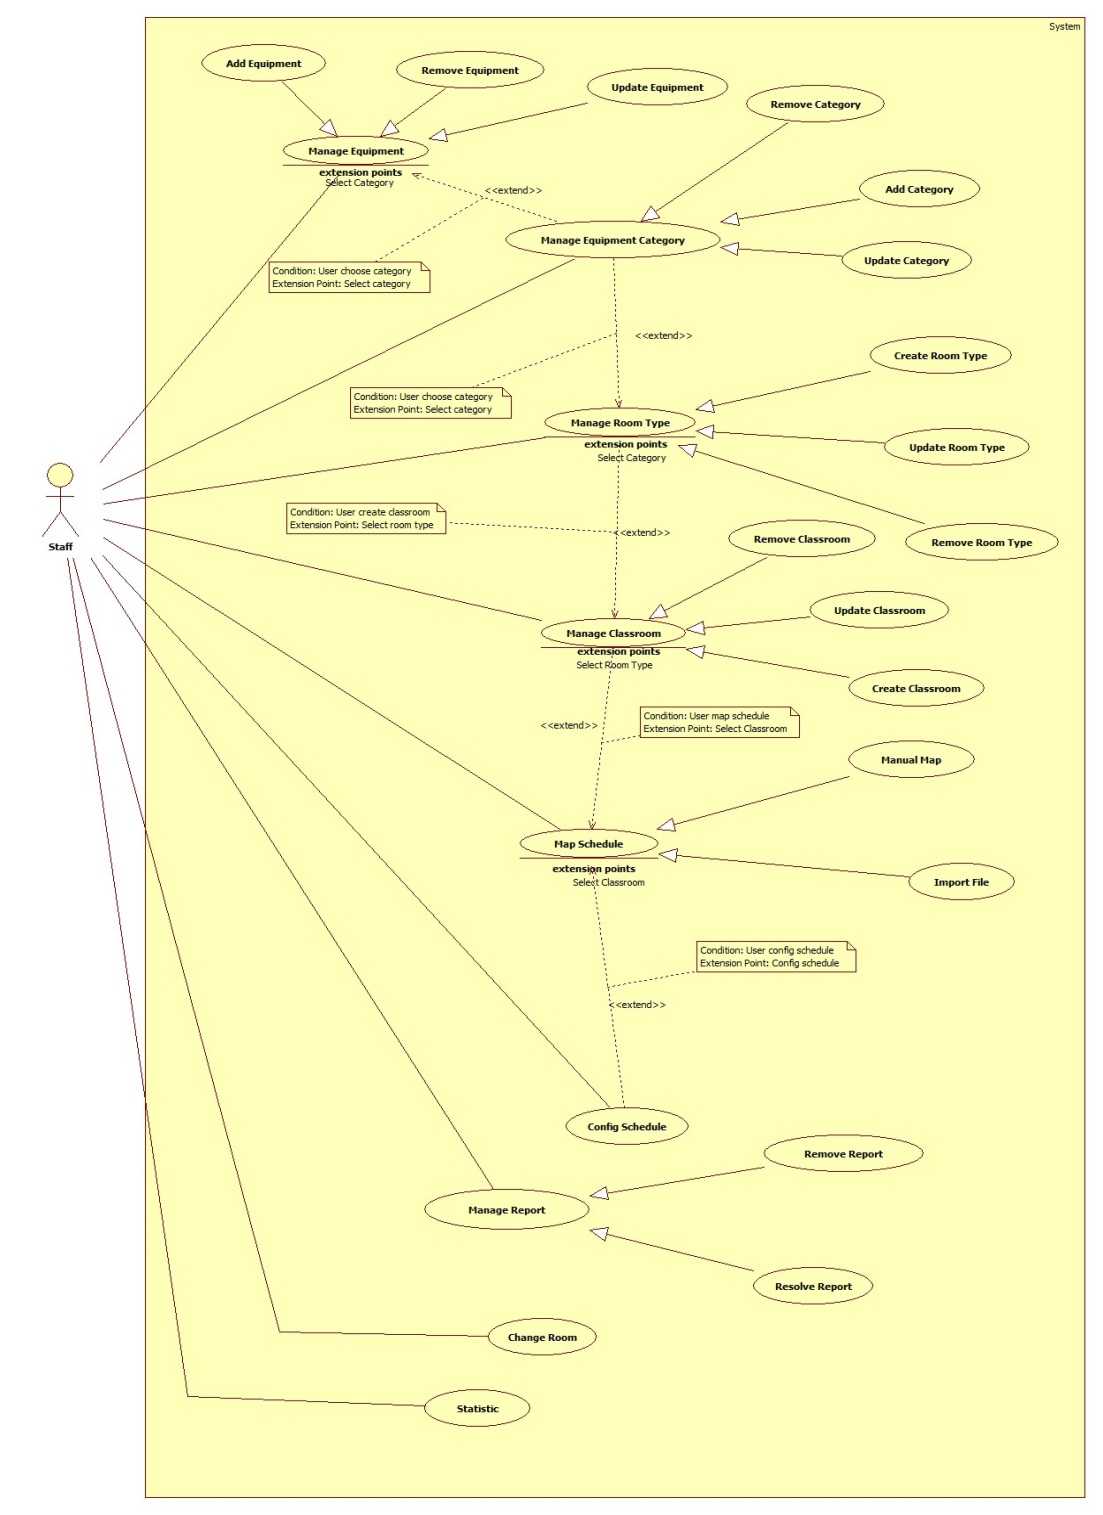 System
Add Equipment
Remove Equipment
Update Equipment
Remove Category
Manage Equipment
extension points
Select Category
<<extend>>
Add Category
Manage Equipment Category
Update Category
Condition: User choose category
Extension Point: Select category
<<extend>>
Create Room Type
Condition: User choose category
Extension Point: Select category
Manage Room Type
extension points
Select Category
Update Room Type
Condition: User create classroom
Extension Point: Select room type
<<extend>>
Remove Classroom
Remove Room Type
Staff
Update Classroom
Manage Classroom
extension points
Select Room Type
Create Classroom
<<extend>>
Condition: User map schedule
Extension Point: Select Classroom
Manual Map
Map Schedule
extension points
Select Classroom
Import File
Condition: User config schedule
Extension Point: Config schedule
<<extend>>
Config Schedule
Remove Report
Manage Report
Resolve Report
Change Room
Statistic